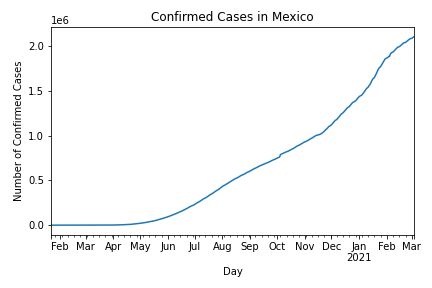 Confirmed Cases in Mexico
1e6
Number of Confirmed Cases
2.0
1.5
1.0
0.5
0.0
Feb Mar Apr May Jun Jul Aug Sep Oct Nov Dec Jan Feb Mar
2021
Day